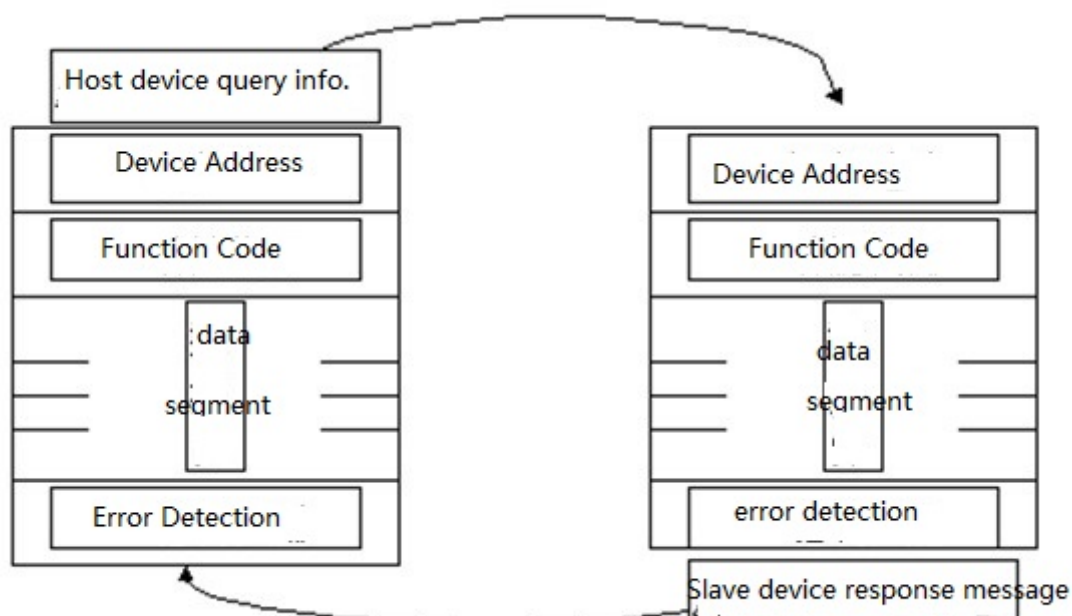 Host device query info.
Device Address
Function Code
data
segment
Error Detection
Device Address
Function Code
data
segment
error detection
Slave device response message